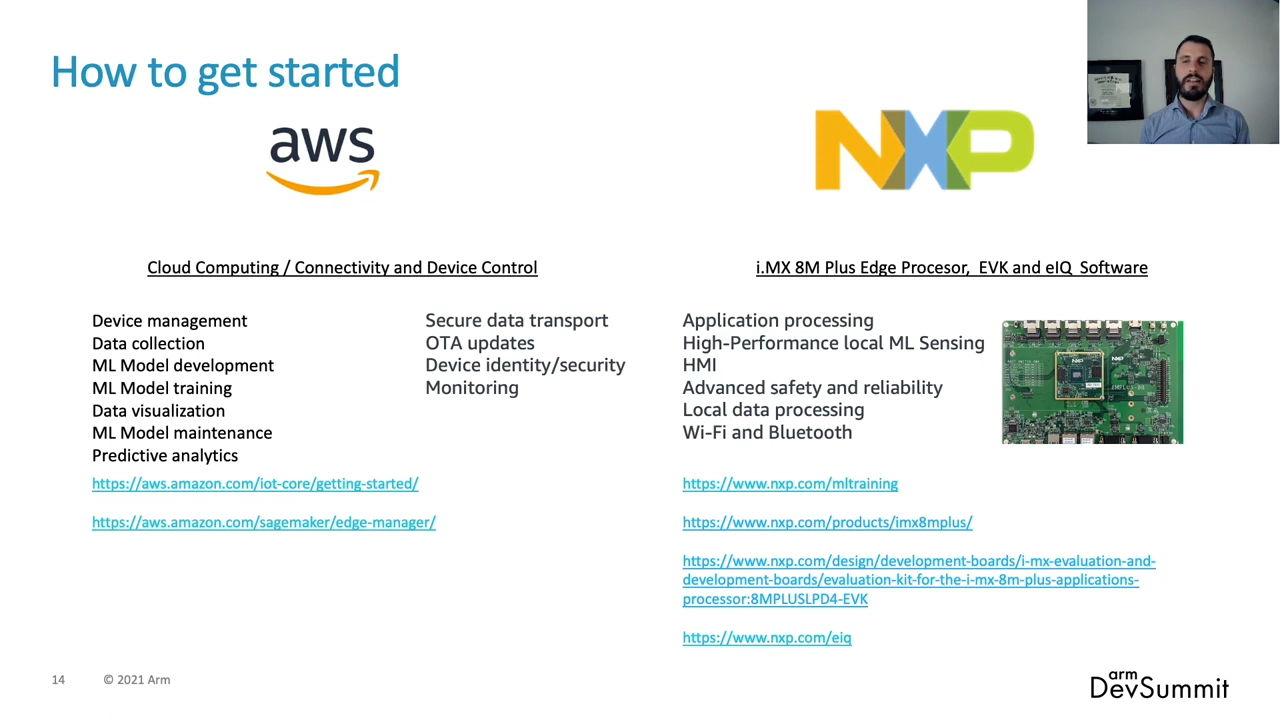 How to get started
aws
NXP
Cloud Computing / Connectivity and Device Control
i.MX 8M Plus Edge Procesor, EVK and eIQ Software
Device management
Data collection
ML Model development
ML Model training
Data visualization
ML Model maintenance
Predictive analytics
https://aws.amazon.com/iot-core/getting-started/
https://aws.amazon.com/sagemaker/edge-manager/
Secure data transport
OTA updates
Device identity/security
Monitoring
Application processing
High-Performance local ML Sensing
HMI
Advanced safety and reliability
Local data processing
Wi-Fi and Bluetooth
https://www.nxp.com/mltraining
https://www.nxp.com/products/imx8mplus/
https://www.nxp.com/design/development-boards/i-mx-evaluation-and-
development-boards/evaluation-kit-for-the-i-mx-8m-plus-applications-
processor:8MPLUSLPD4-EVK
https://www.nxp.com/eiq
14
© 2021 Arm
arm
DevSummit